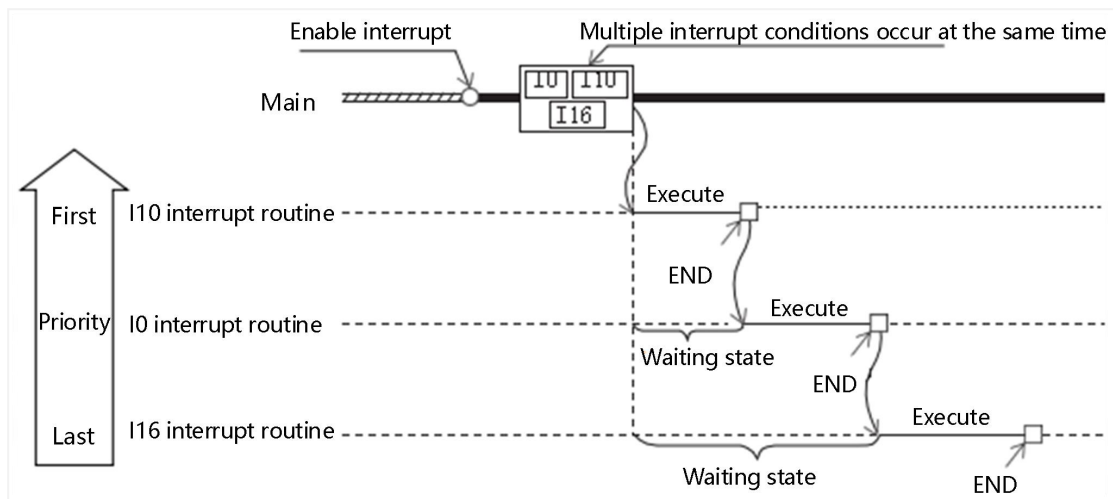 Enable interrupt
Multiple interrupt conditions occur at the same time
I0 I10
Main
I16
Execute
First
I10 interrupt routine
END
Execute
Priority
I0 interrupt routine
Waiting state
END
Execute
Last
I16 interrupt routine
Waiting state
END